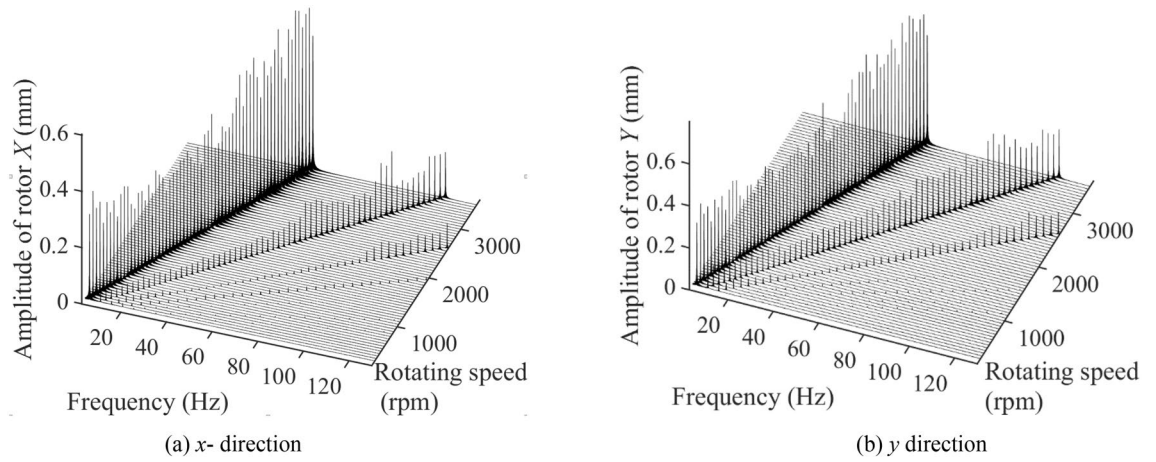 Amplitude of rotor X (mm)
0.6
0.4
0.2
0
20
40
60
80
100
120
1000
2000
3000
Frequency (Hz)
Rotating speed
(rpm)
(a) x- direction
Amplitude of rotor Y (mm)
0.6
0.4
0.2
0
20
40
60
80
100
120
1000
2000
3000
Frequency (Hz)
Rotating speed
(rpm)
(b) y direction